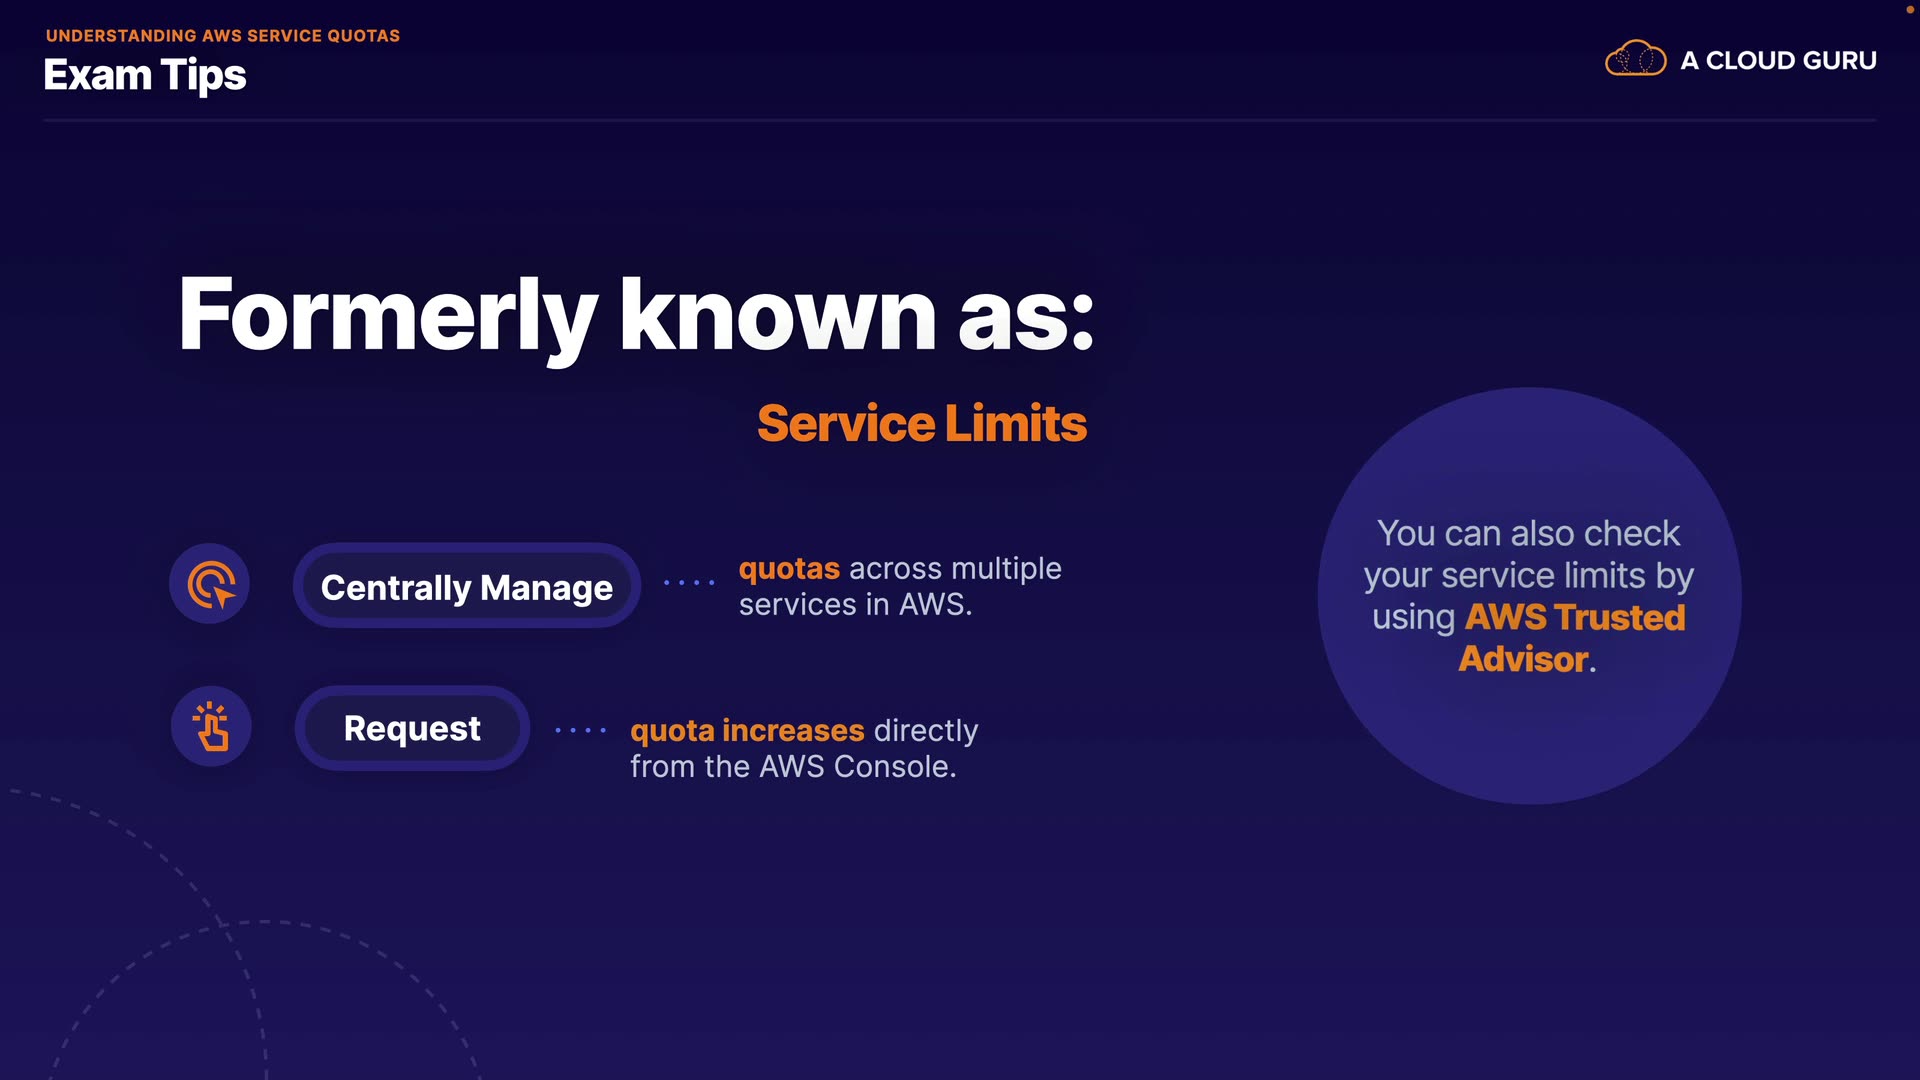 UNDERSTANDING AWS SERVICE QUOTAS
Exam Tips
A CLOUD GURU
Formerly known as:
Service Limits
Centrally Manage
quotas across multiple
services in AWS.
Request
quota increases directly
from the AWS Console.
You can also check
your service limits by
using AWS Trusted
Advisor.